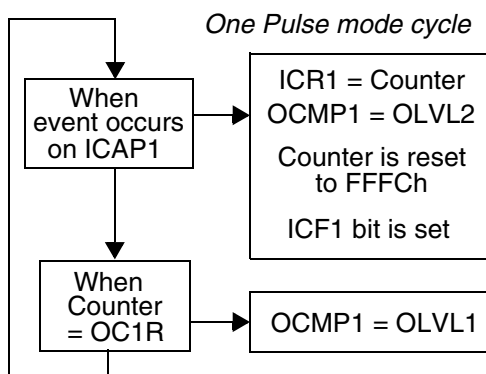 One Pulse mode cycle
When
event occurs
on ICAP1
ICR1 = Counter
OCMP1 = OLVL2
Counter is reset
to FFFCh
ICF1 bit is set
When
Counter
= OC1R
OCMP1 = OLVL1